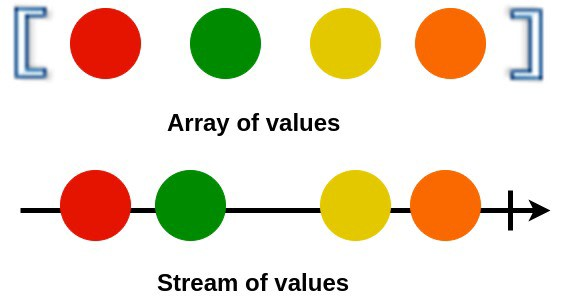 Array of values
Stream of values